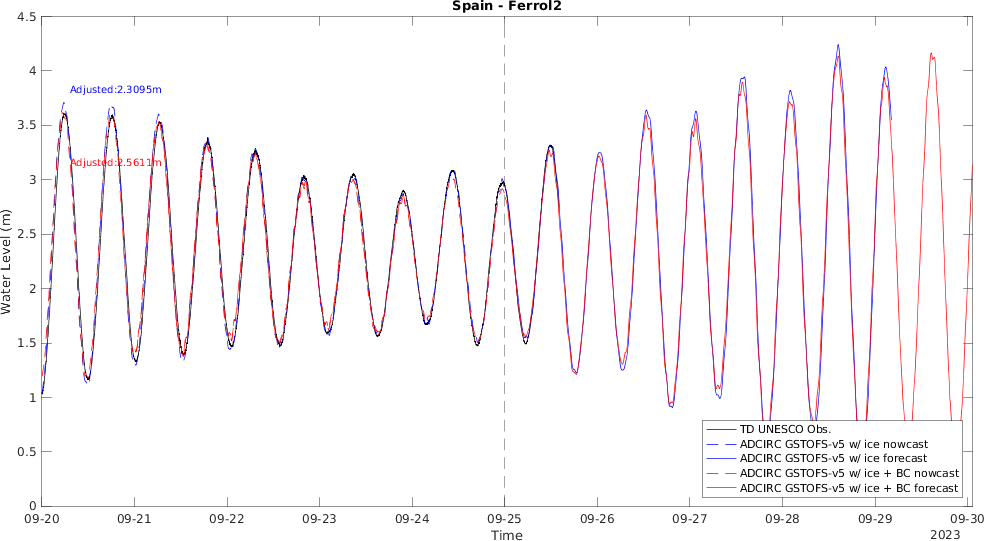 Spain - Ferrol2
4.5
4
3.5
3
2.5
2
1.5
1
0.5
0
Water Level (m)
Adjusted:2.3095m
Adjusted:2.5611m
TD UNESCO Obs.
ADCIRC GSTOFS-v5 w/ ice nowcast
ADCIRC GSTOFS-v5 w/ ice forecast
ADCIRC GSTOFS-v5 w/ ice + BC nowcast
ADCIRC GSTOFS-v5 w/ ice + BC forecast
09-20 09-21 09-22 09-23 09-24 09-25 09-26 09-27 09-28 09-29 09-30
Time
2023